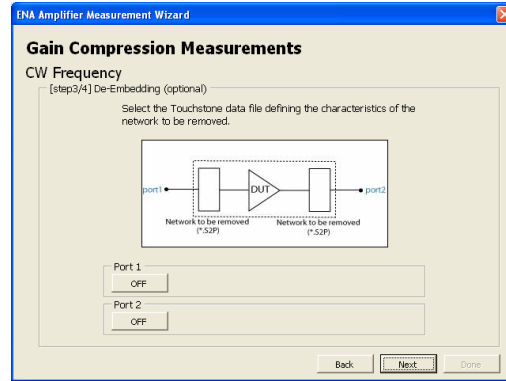 ENA Amplifier Measurement Wizard
Gain Compression Measurements
CW Frequency
[step3/4] De-Embedding (optional)
Select the Touchstone data file defining the characteristics of the
network to be removed.
port1
DUT
port2
Network to be removed
(*.S2P)
Network to be removed
(*.S2P)
Port 1
OFF
Port 2
OFF
Back
Next
Done